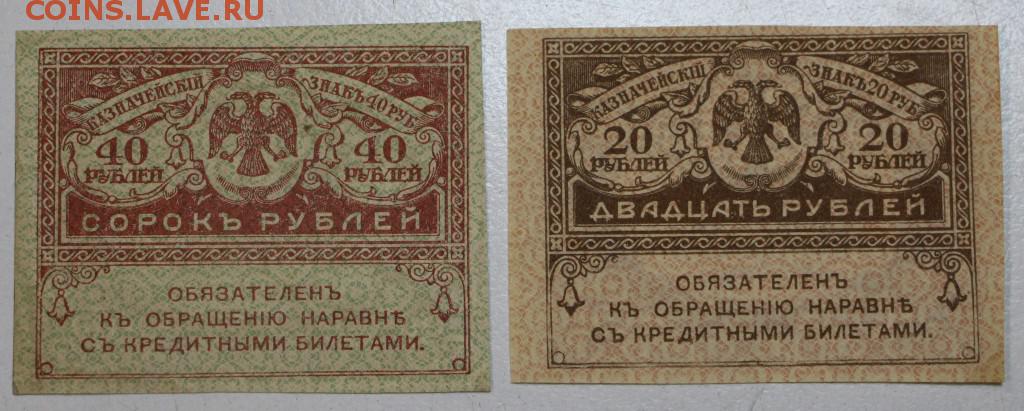 COINS.LAVE.RU
КАЗНАЧЕЙСКІЙ ЗНАКЪ 40 РУБ.
40 РУБЛЕЙ 40 РУБЛЕЙ
СОРОКЪ РУБЛЕЙ
ОБЯЗАТЕЛЕНЪ
КЪ ОБРАЩЕНІЮ НАРАВНѢ
СЪ КРЕДИТНЫМИ БИЛЕТАМИ.
КАЗНАЧЕЙСКІЙ ЗНАКЪ 20 РУБ.
20 РУБЛЕЙ 20 РУБЛЕЙ
ДВАДЦАТЬ РУБЛЕЙ
ОБЯЗАТЕЛЕНЪ
КЪ ОБРАЩЕНІЮ НАРАВНѢ
СЪ КРЕДИТНЫМИ БИЛЕТАМИ.